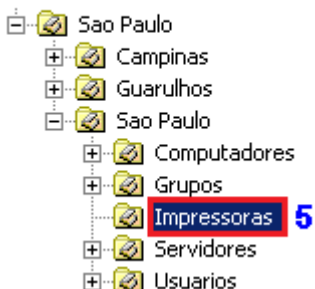 Sao Paulo
Campinas
Guarulhos
Sao Paulo
Computadores
Grupos
Impressoras 5
Servidores
Usuarios